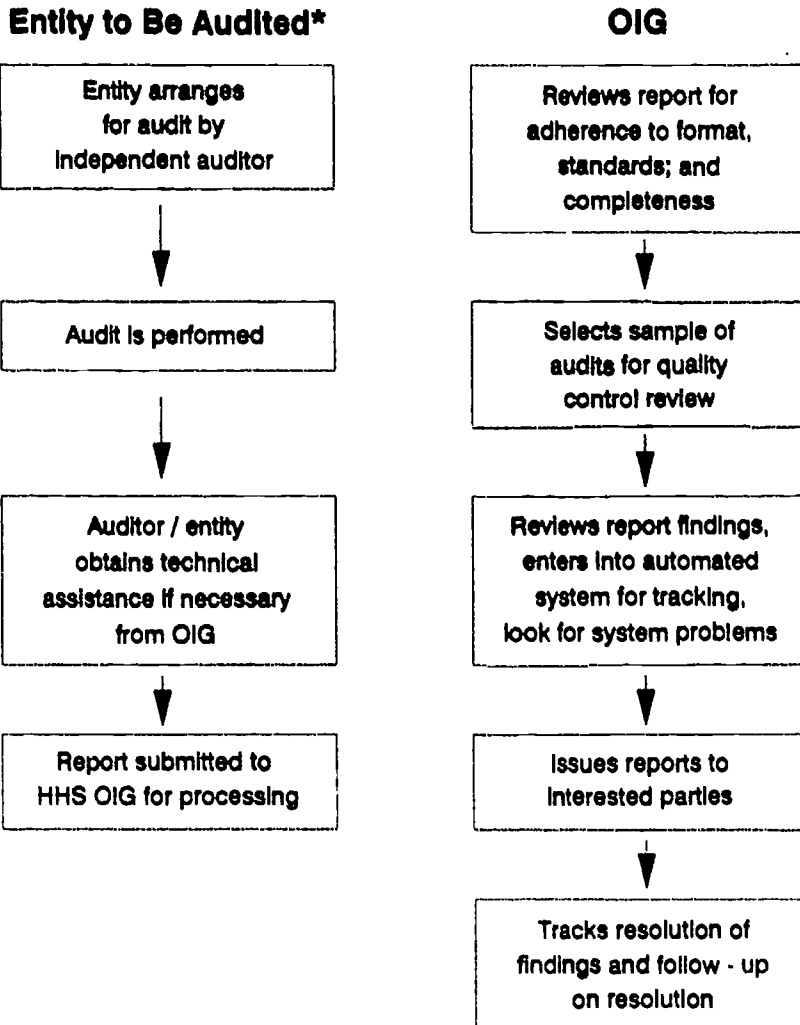 Entity to Be Audited*
Entity arranges
for audit by
independent auditor
Audit is performed
Auditor / entity
obtains technical
assistance if necessary
from OIG
Report submitted to
HHS OIG for processing
OIG
Reviews report for
adherence to format,
standards; and
completeness
Selects sample of
audits for quality
control review
Reviews report findings,
enters into automated
system for tracking,
look for system problems
Issues reports to
interested parties
Tracks resolution of
findings and follow - up
on resolution